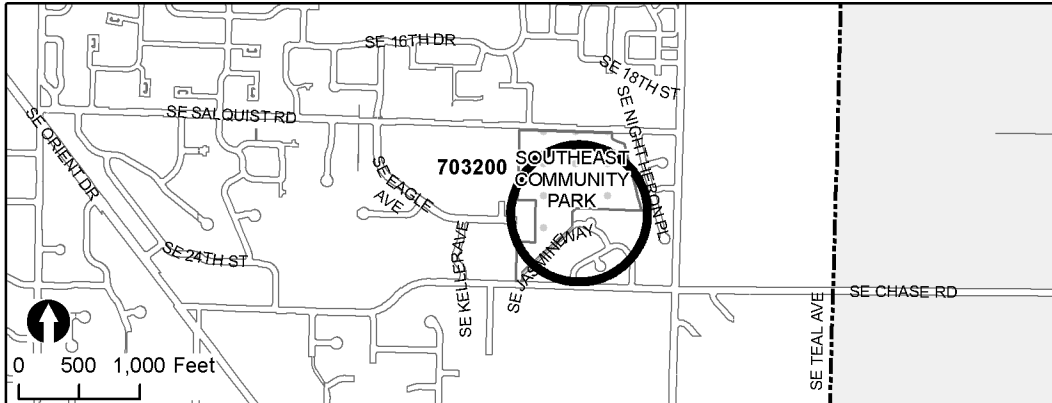 SE 16TH DR
SE 18TH ST
SE SALQUIST RD
SE NIGHT HERON PL
SE ORIENT DR
703200
SOUTHEAST
COMMUNITY
PARK
SE EAGLE
AVE
SE JASMINE WAY
SE 24TH ST
SE KELLER AVE
SE CHASE RD
SE TEAL AVE
0 500 1,000 Feet